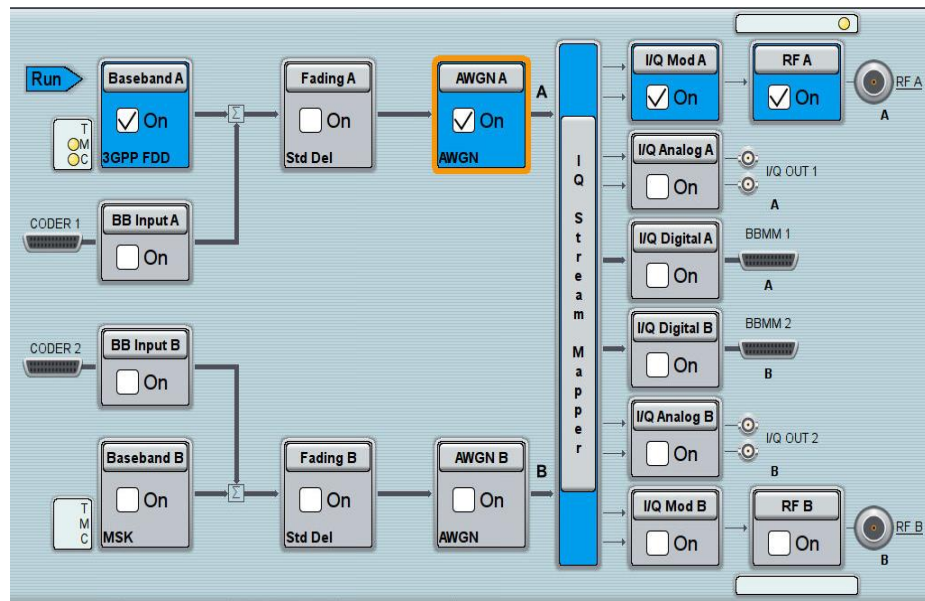 Run
Baseband A
On
3GPP FDD
T
M
C
Fading A
On
Std Del
AWGN A
On
AWGN
A
I/Q Mod A
On
RF A
On
RF A
A
I/Q Analog A
On
I/Q OUT 1
A
CODER 1
BB Input A
On
I/Q Digital A
On
BBMM 1
A
I
Q
S
t
r
e
a
m
M
a
p
p
e
r
CODER 2
BB Input B
On
I/Q Digital B
On
BBMM 2
B
I/Q Analog B
On
I/Q OUT 2
B
Baseband B
On
MSK
T
M
C
Fading B
On
Std Del
AWGN B
On
AWGN
B
I/Q Mod B
On
RF B
On
RF B
B